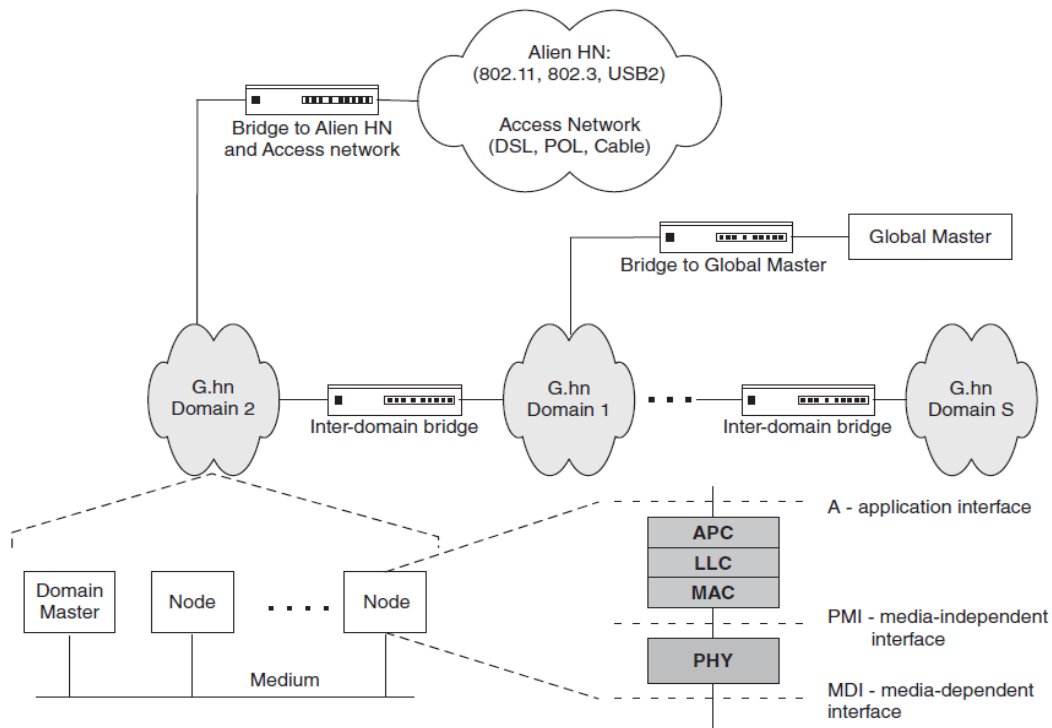 Alien HN:
(802.11, 802.3, USB2)
Access Network
(DSL, POL, Cable)
Bridge to Alien HN
and Access network
Global Master
Bridge to Global Master
G.hn
Domain 2
Inter-domain bridge
G.hn
Domain 1
Inter-domain bridge
G.hn
Domain S
A - application interface
APC
LLC
MAC
PMI - media-independent
interface
PHY
MDI - media-dependent
interface
Domain
Master
Node
Node
Medium